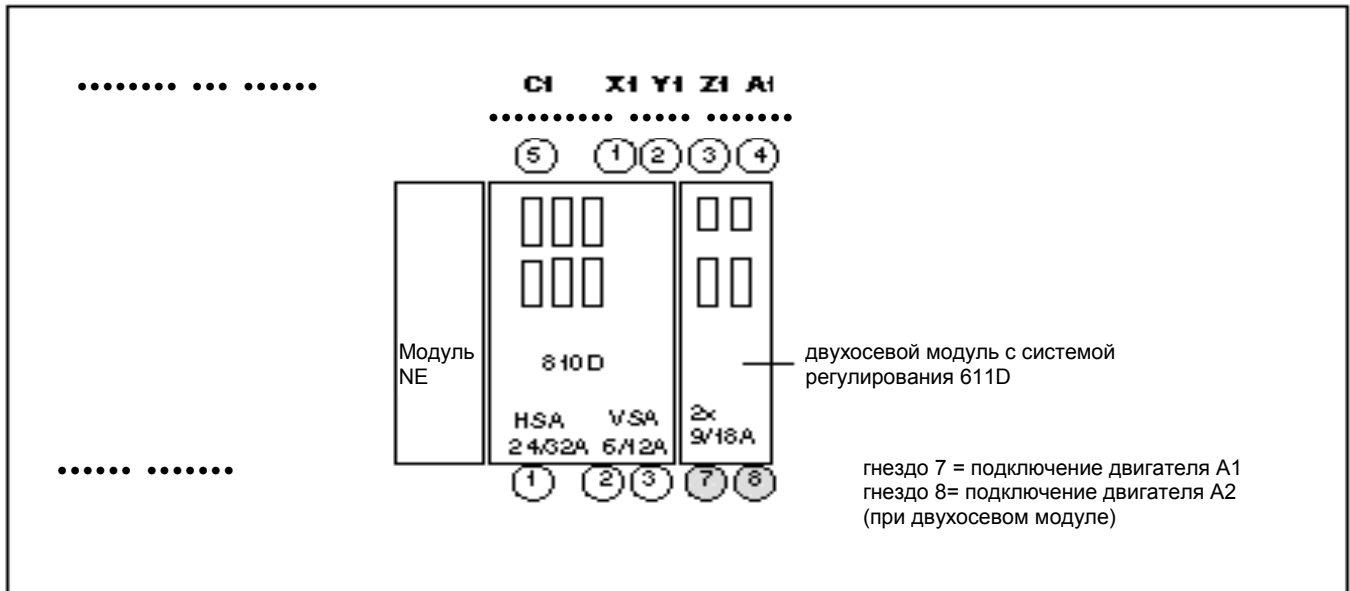 C1 X1 Y1 Z1 A1
5 1 2 3 4
Модуль
NE
810D
двухосевой модуль с системой
регулирования 611D
HSA VSA 2x
24/32A 6/12A 9/18A
1 2 3 7 8
гнездо 7 = подключение двигателя A1
гнездо 8= подключение двигателя A2
(при двухосевом модуле)